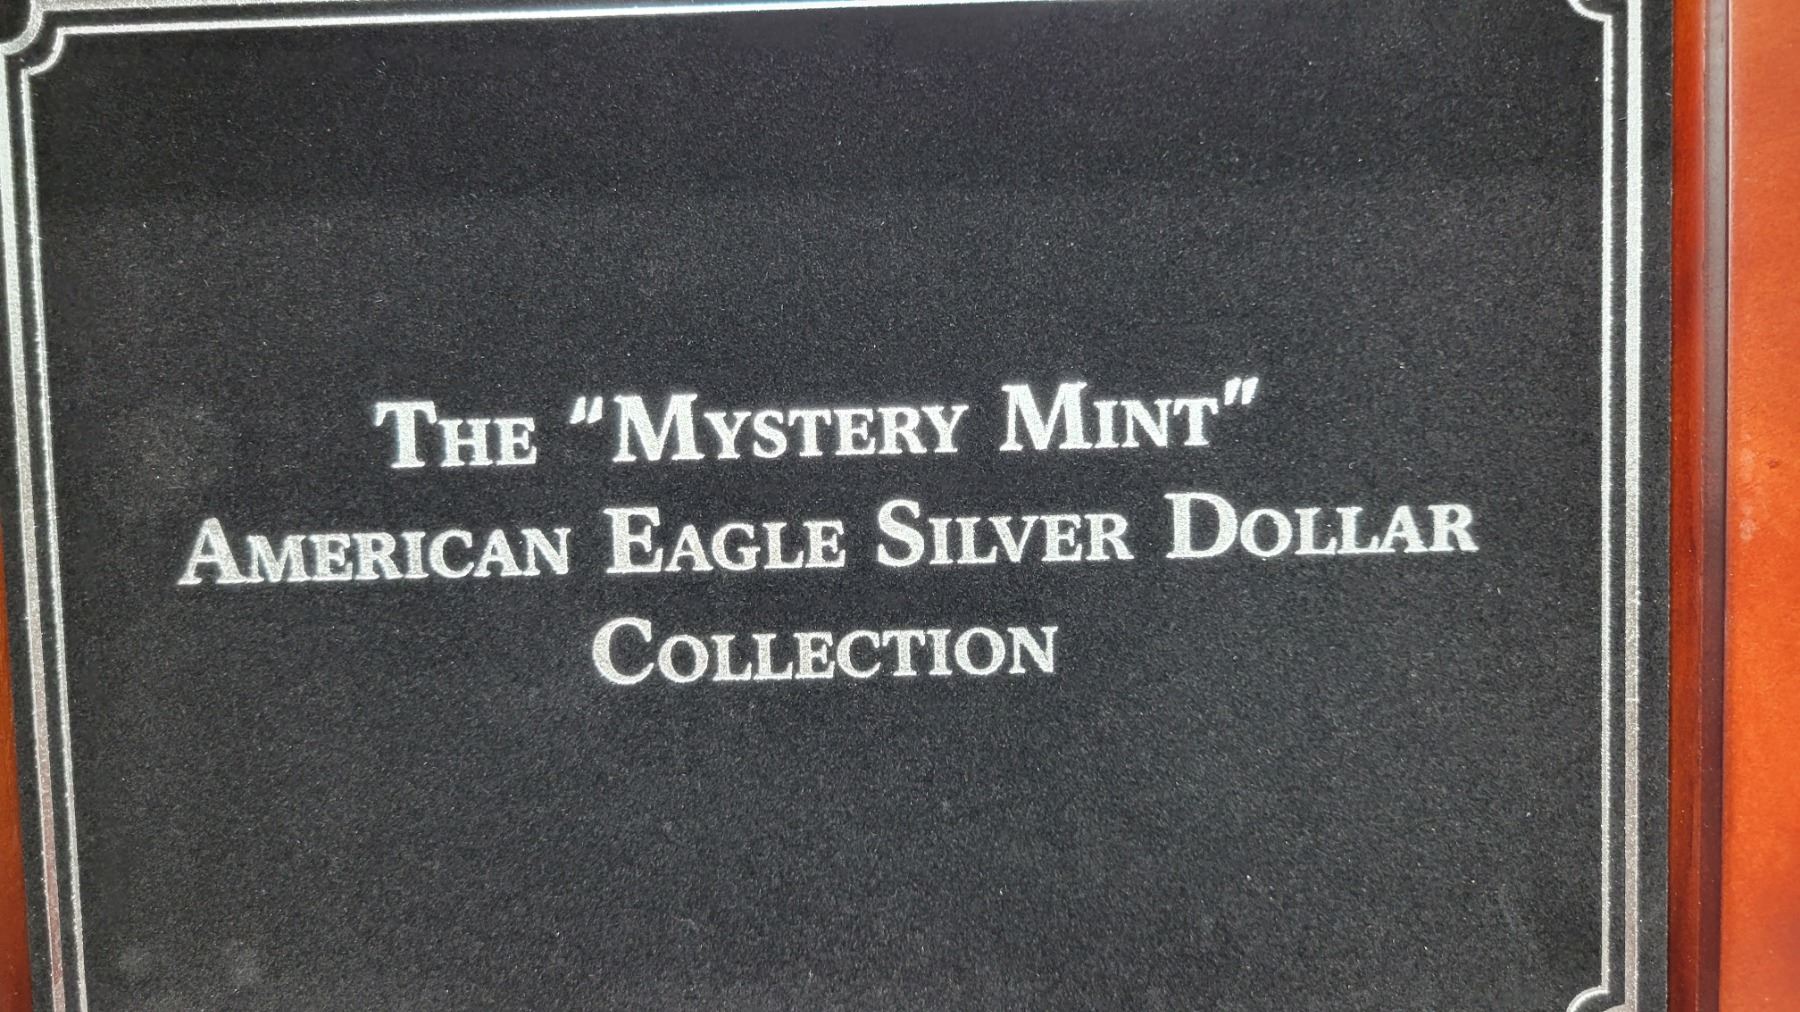 The "Mystery Mint"
American Eagle Silver Dollar
Collection